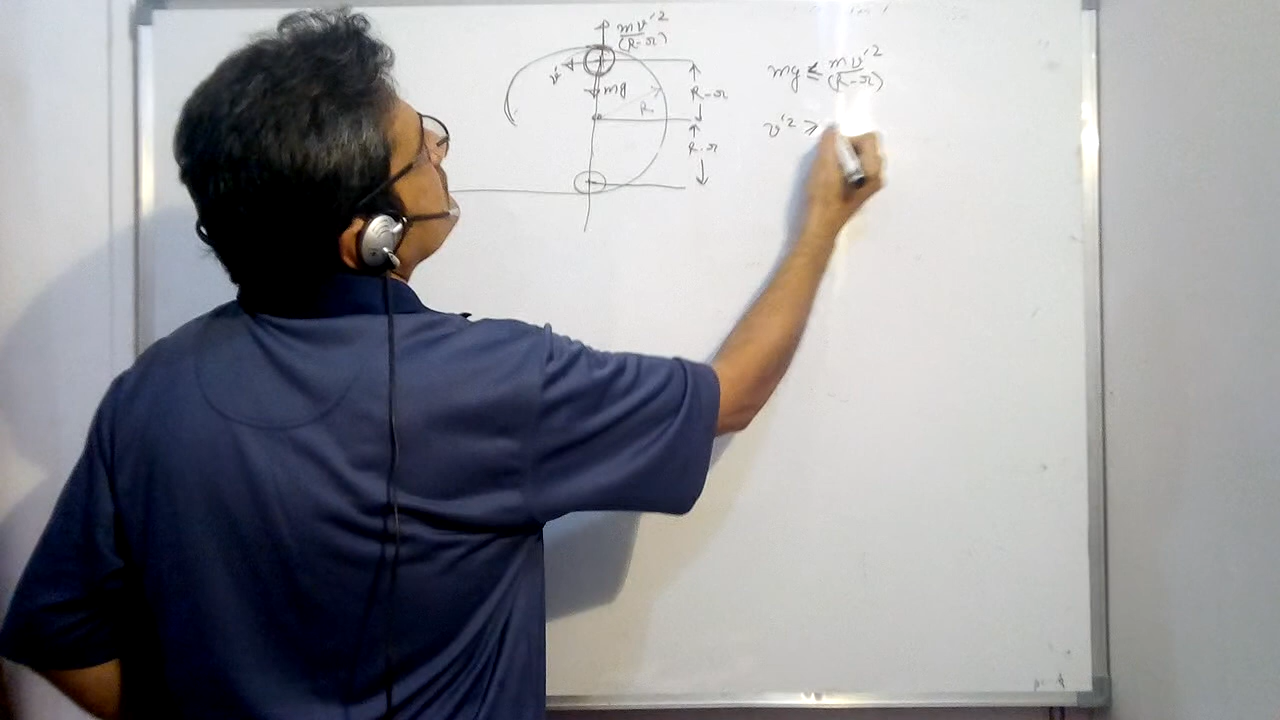 mv'²/(R-r)
v'
mg
R-r
R
R-r
mg ≤ mv'²/(R-r)
v'² ≥